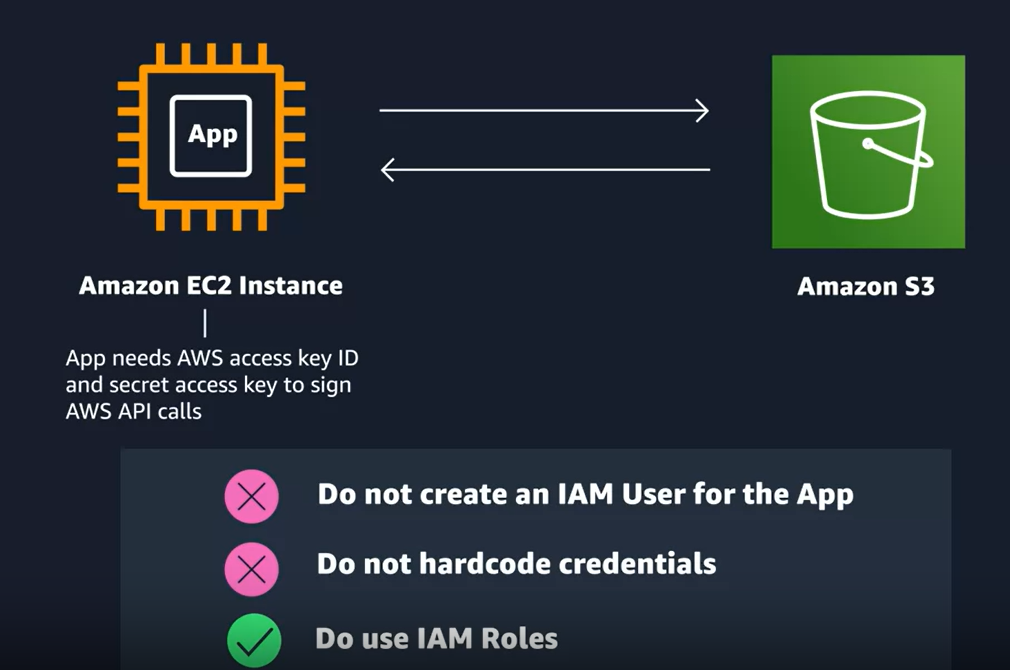 App
Amazon EC2 Instance
Amazon S3
App needs AWS access key ID
and secret access key to sign
AWS API calls
Do not create an IAM User for the App
Do not hardcode credentials
Do use IAM Roles